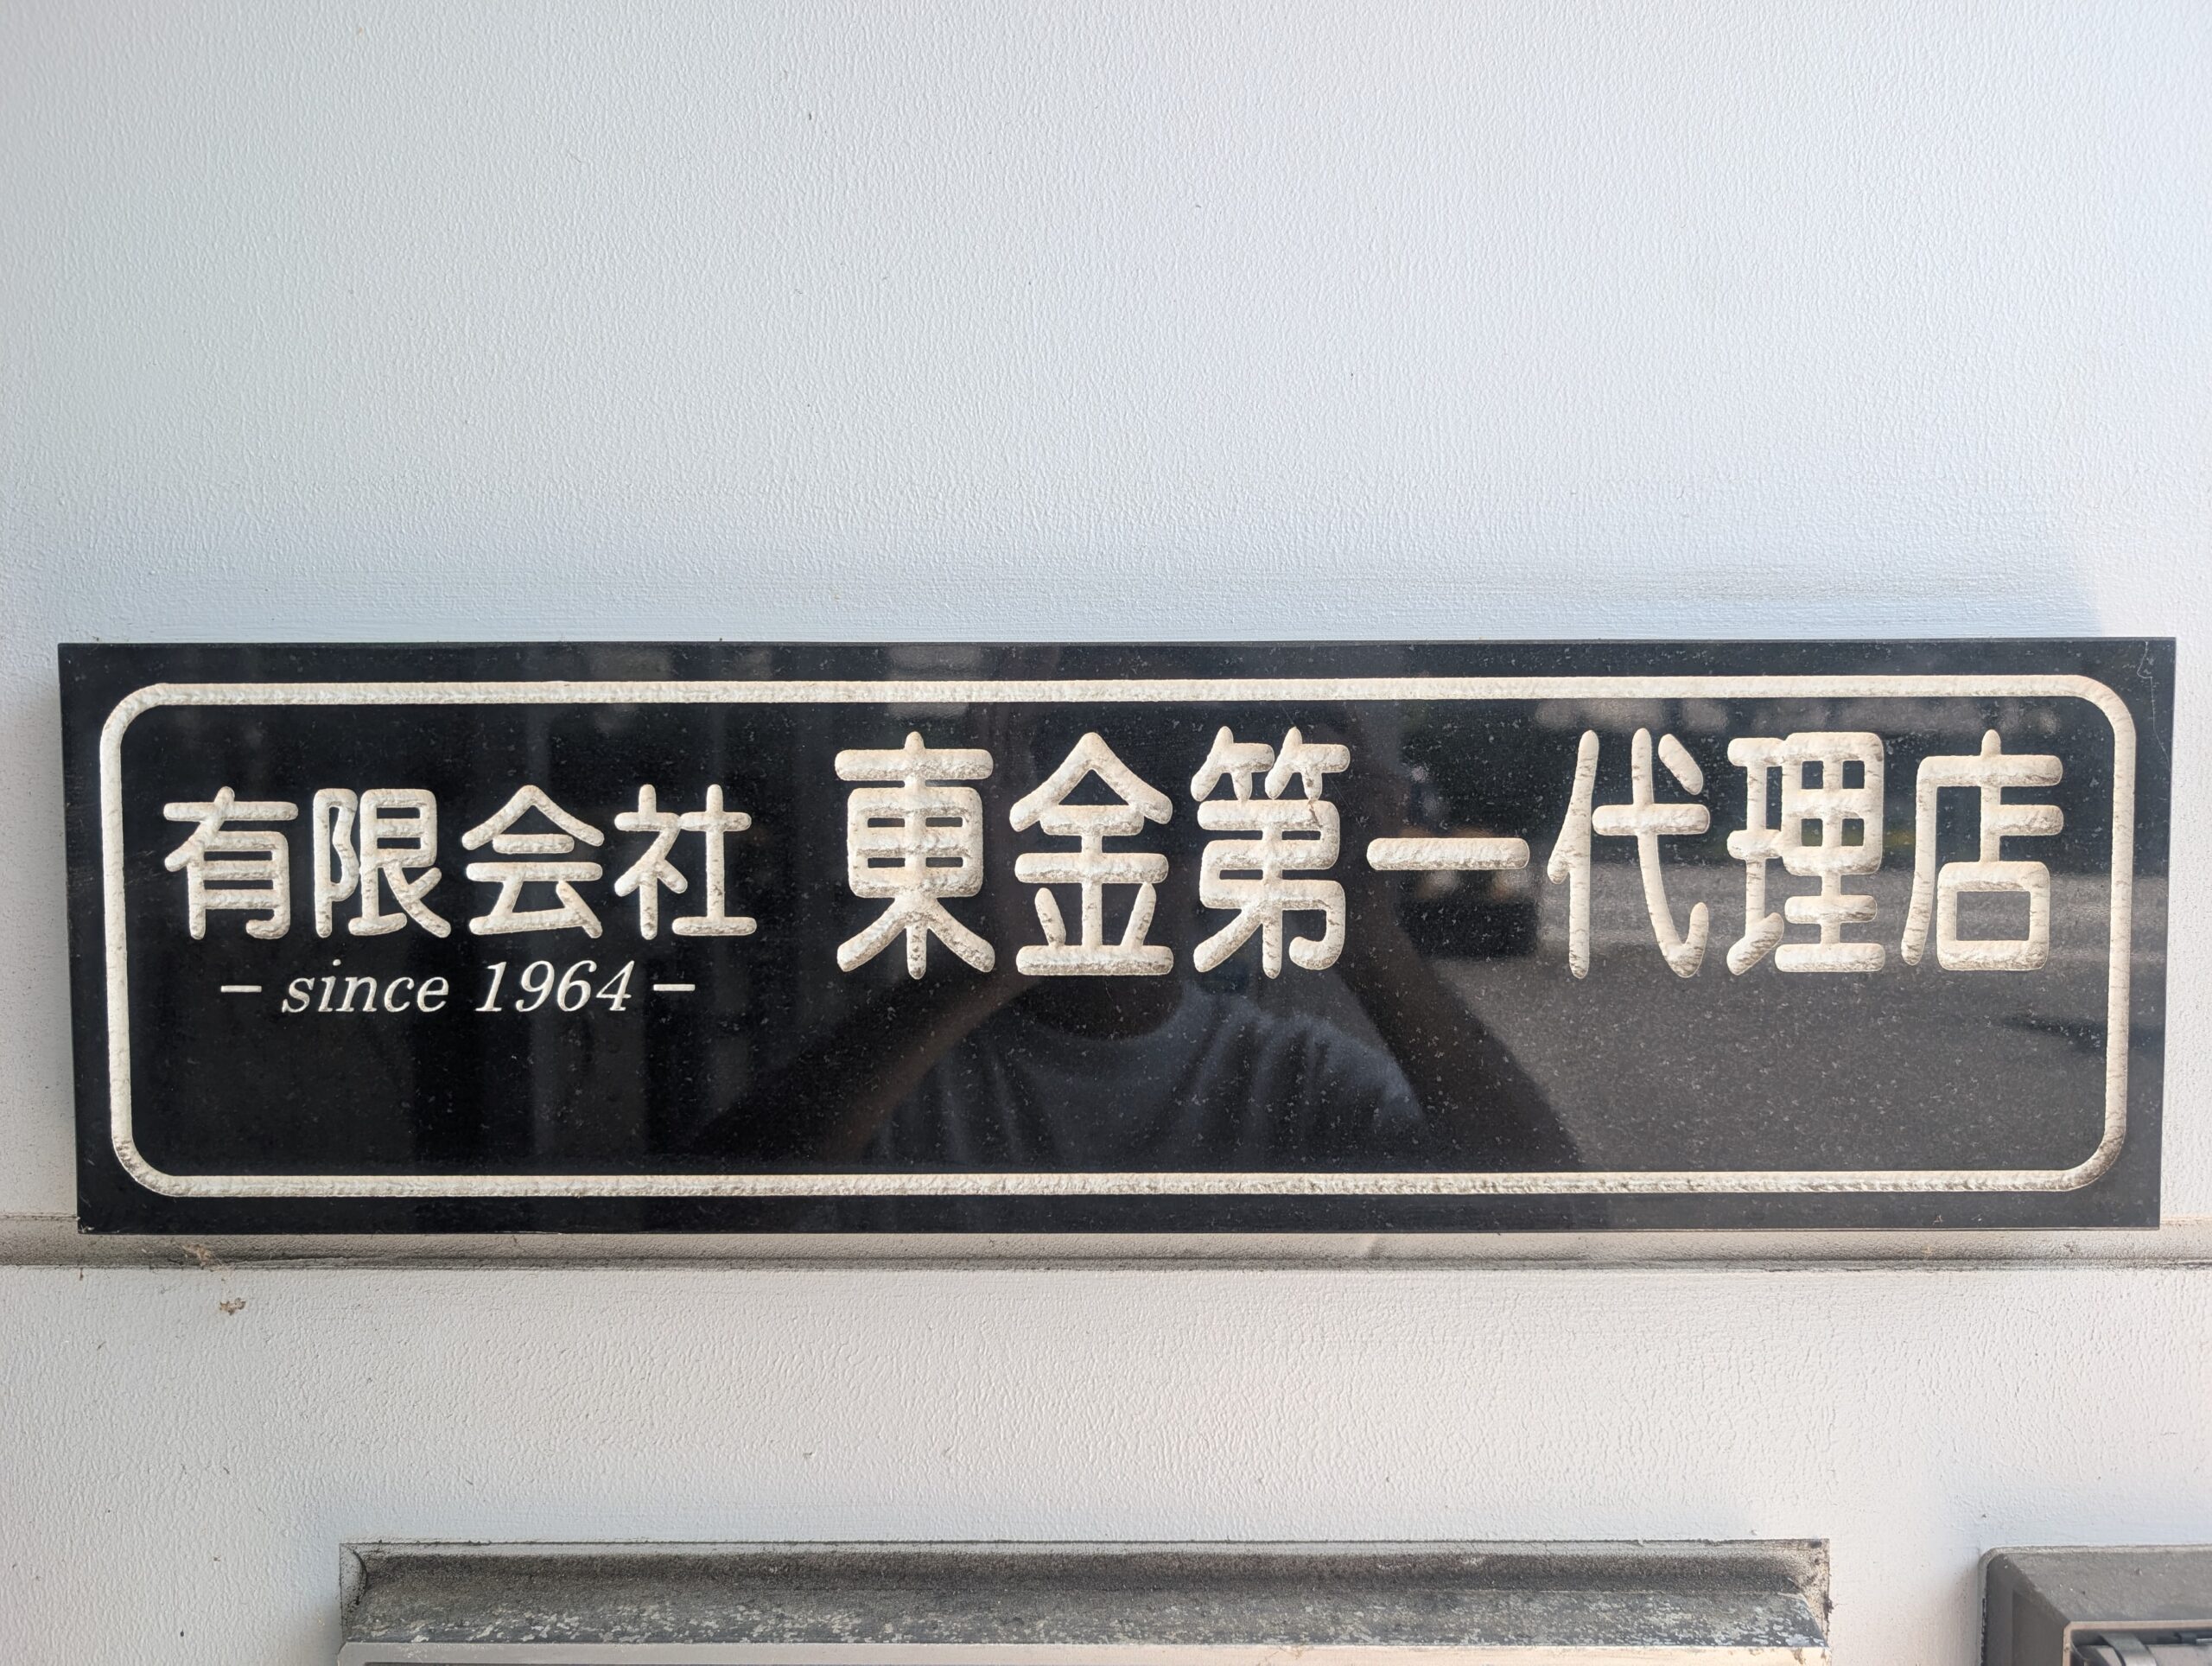 有限会社 東金第一代理店
– since 1964 –